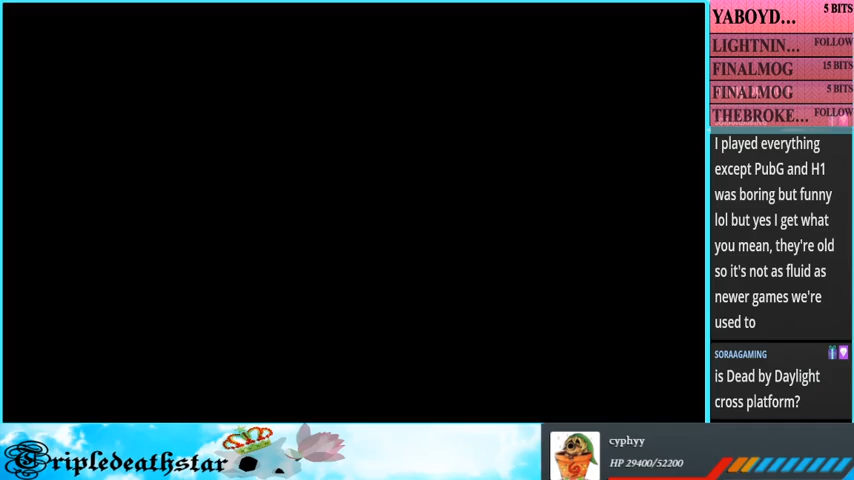 YABOYD... 5 BITS
LIGHTNIN... FOLLOW
FINALMOG 15 BITS
FINALMOG 5 BITS
THEBROKE... FOLLOW
I played everything
except PubG and H1
was boring but funny
lol but yes I get what
you mean, they're old
so it's not as fluid as
newer games we're
used to
SORAAGAMING
is Dead by Daylight
cross platform?
Tripledeathstar
cyphyy
HP 29400/52200